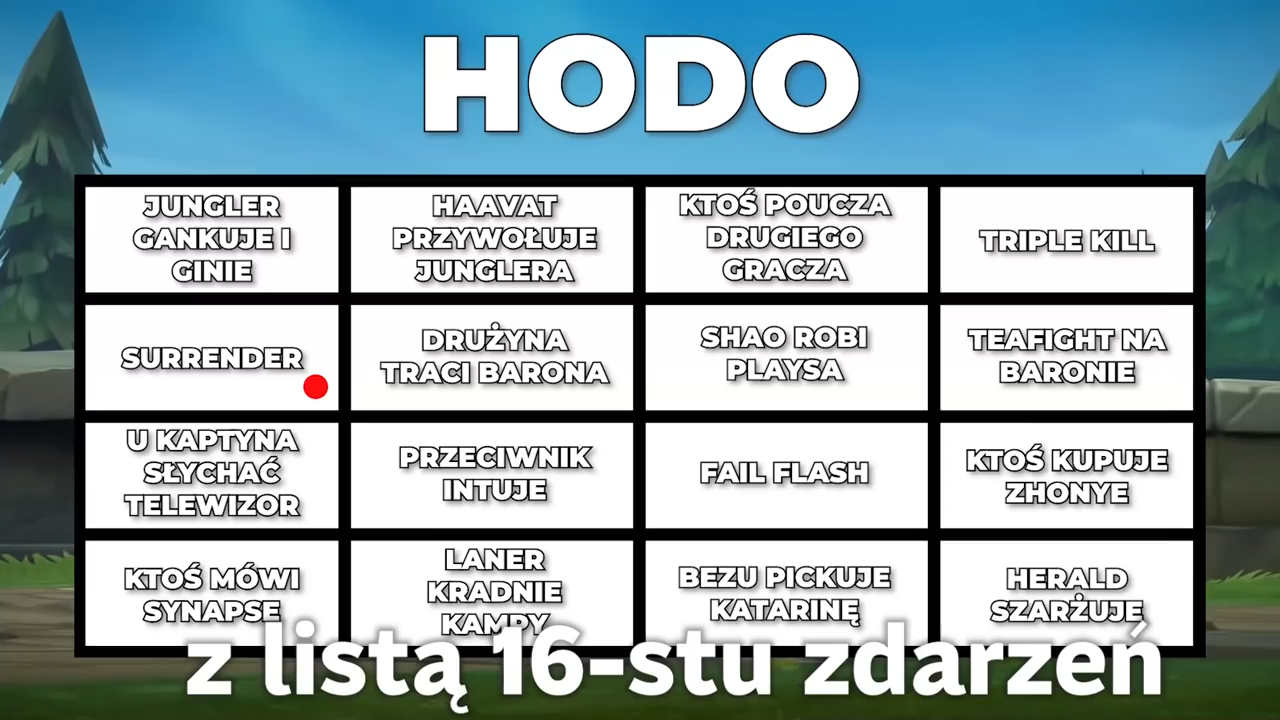 HODO
JUNGLER
GANKUJE I
GINIE
HAAVAT
PRZYWOŁUJE
JUNGLERA
KTOŚ POUCZA
DRUGIEGO
GRACZA
TRIPLE KILL
SURRENDER
DRUŻYNA
TRACI BARONA
SHAO ROBI
PLAYSA
TEAFIGHT NA
BARONIE
U KAPTYNA
SŁYCHAĆ
TELEWIZOR
PRZECIWNIK
INTUJE
FAIL FLASH
KTOŚ KUPUJE
ZHONYE
KTOŚ MÓWI
SYNAPSE
LANER
KRADNIE
KAMPY
BEZU PICKUJE
KATARINĘ
HERALD
SZARŻUJE
z listą 16-stu zdarzeń